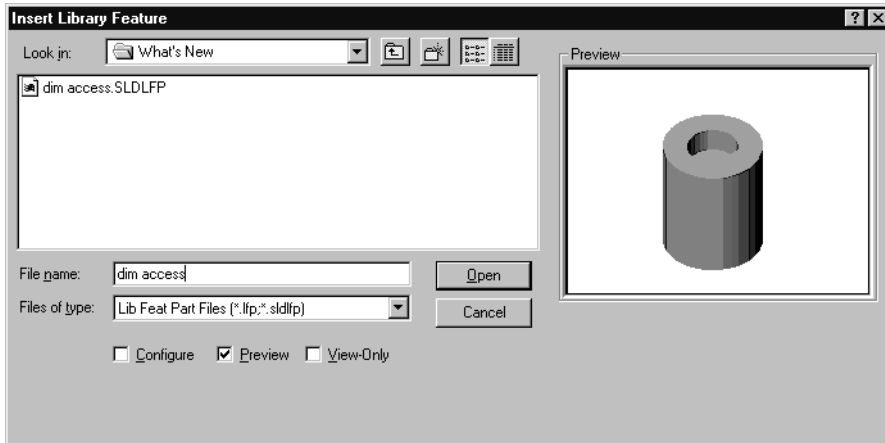 Insert Library Feature
Look in: What's New
Preview
dim access.SLDLFP
File name: dim access Open
Files of type: Lib Feat Part Files (*.lfp;*.sldlfp) Cancel
Configure Preview View-Only